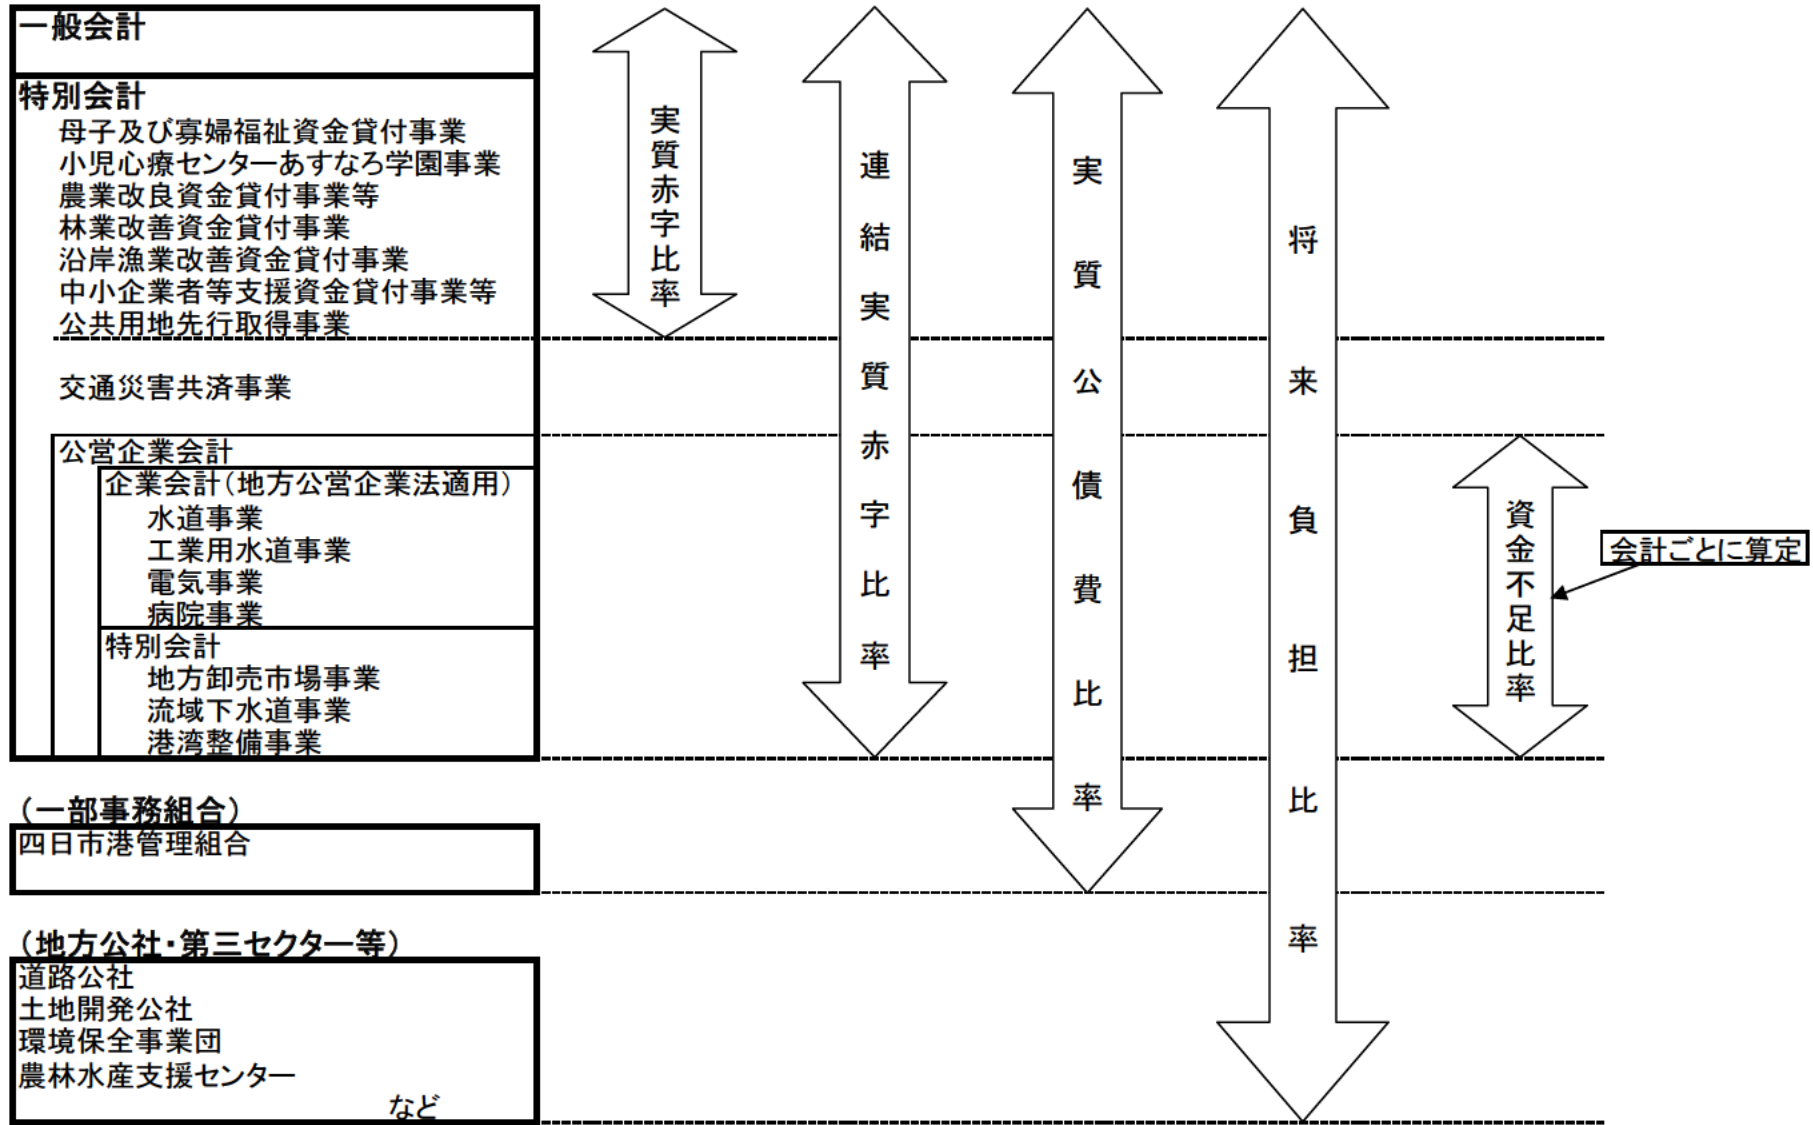 一般会計
特別会計
母子及び寡婦福祉資金貸付事業
小児心療センターあすなろ学園事業
農業改良資金貸付事業等
林業改善資金貸付事業
沿岸漁業改善資金貸付事業
中小企業者等支援資金貸付事業等
公共用地先行取得事業
交通災害共済事業
公営企業会計
企業会計（地方公営企業法適用）
水道事業
工業用水道事業
電気事業
病院事業
特別会計
地方卸売市場事業
流域下水道事業
港湾整備事業
（一部事務組合）
四日市港管理組合
（地方公社・第三セクター等）
道路公社
土地開発公社
環境保全事業団
農林水産支援センター
など
実質赤字比率
連結実質赤字比率
実質公債費比率
将来負担比率
資金不足比率
会計ごとに算定